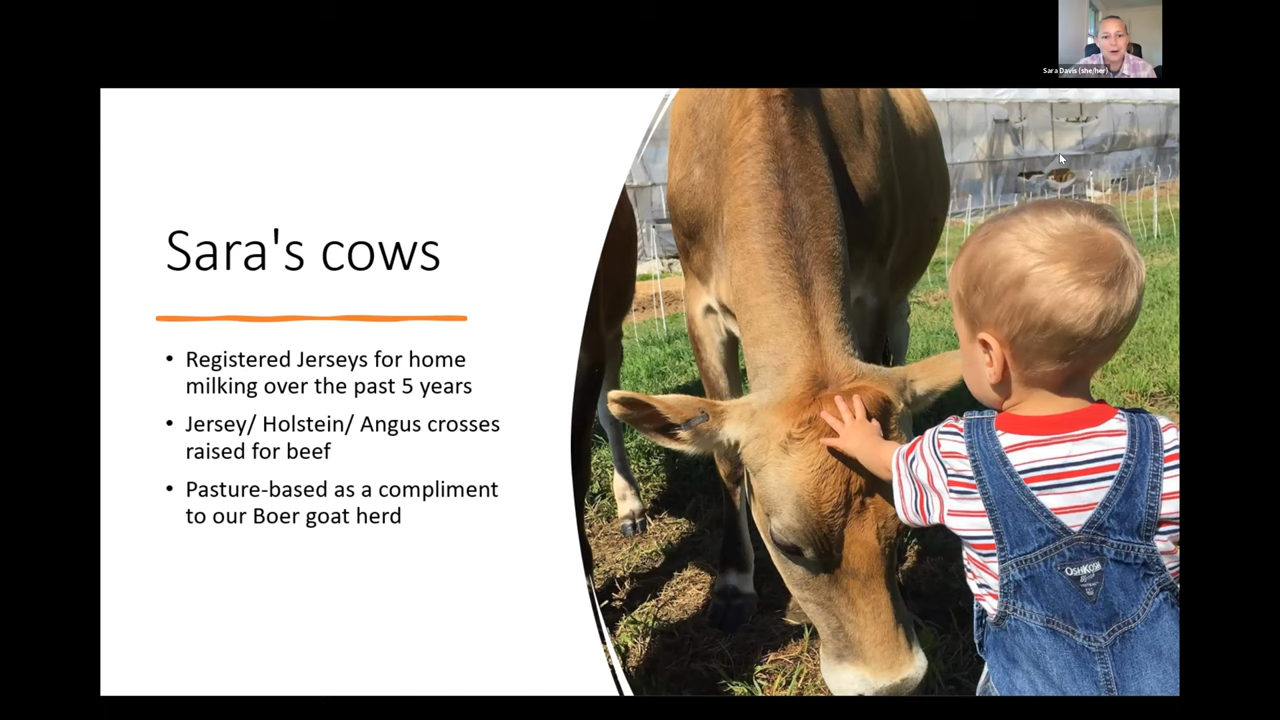 Sara Davis (she/her)
Sara's cows
• Registered Jerseys for home
milking over the past 5 years
• Jersey/ Holstein/ Angus crosses
raised for beef
• Pasture-based as a compliment
to our Boer goat herd
OSHKOSH